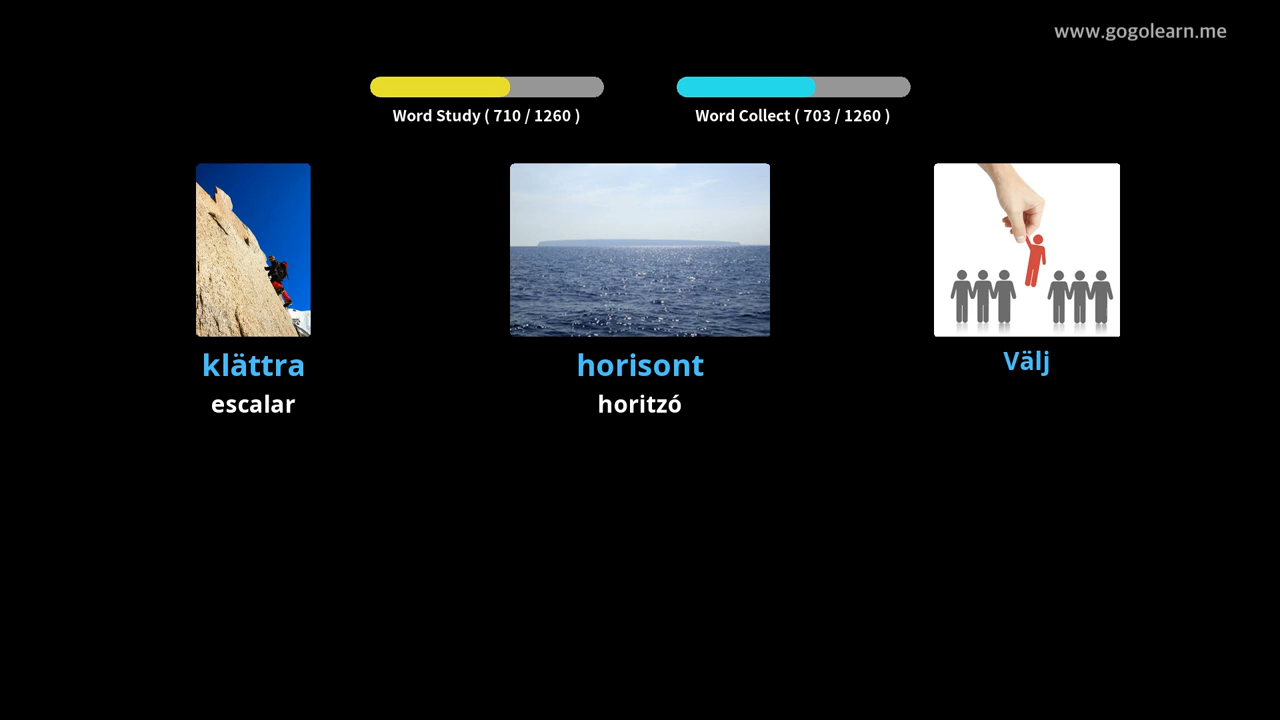 www.gogolearn.me
Word Study ( 710 / 1260 )
Word Collect ( 703 / 1260 )
klättra
escalar
horisont
horitzó
Välj